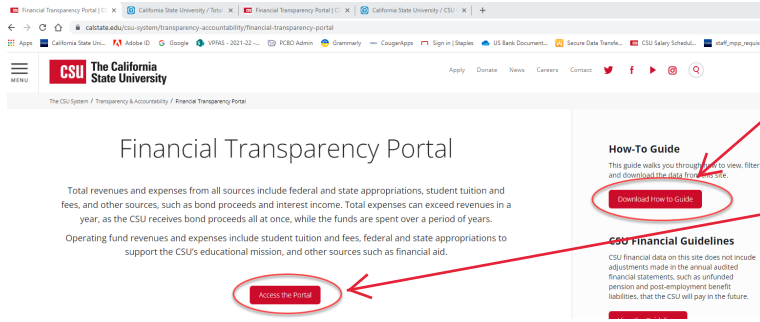 Financial Transparency Portal | C
California State University / Total
Financial Transparency Portal | C
California State University / CSU
calstate.edu/csu-system/transparency-accountability/financial-transparency-portal
Apps California State Uni... Adobe ID Google VPFAS - 2021-22 -... PCBO Admin Grammarly CougarApps Sign in | Staples US Bank Document... Secure Data Transfe... CSU Salary Schedul... staff_mpp_requis
MENU
CSU The California
State University
Apply Donate News Careers Contact
The CSU System / Transparency & Accountability / Financial Transparency Portal
Financial Transparency Portal
Total revenues and expenses from all sources include federal and state appropriations, student tuition and
fees, and other sources, such as bond proceeds and interest income. Total expenses can exceed revenues in a
year, as the CSU receives bond proceeds all at once, while the funds are spent over a period of years.
Operating fund revenues and expenses include student tuition and fees, federal and state appropriations to
support the CSU's educational mission, and other sources such as financial aid.
Access the Portal
How-To Guide
This guide walks you through how to view, filter
and download the data from this site.
Download How to Guide
CSU Financial Guidelines
CSU financial data on this site does not incude
adjustments made in the annual audited
financial statements, such as unfunded
pension and post-employment benefit
liabilities, that the CSU will pay in the future.